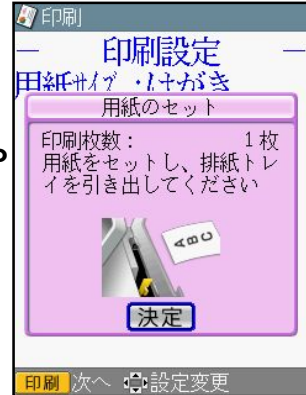 印刷
印刷設定
用紙サイズ：はがき
用紙のセット
印刷枚数： 1枚
用紙をセットし、排紙トレ
イを引き出してください
ABC
決定
印刷 次へ 設定変更